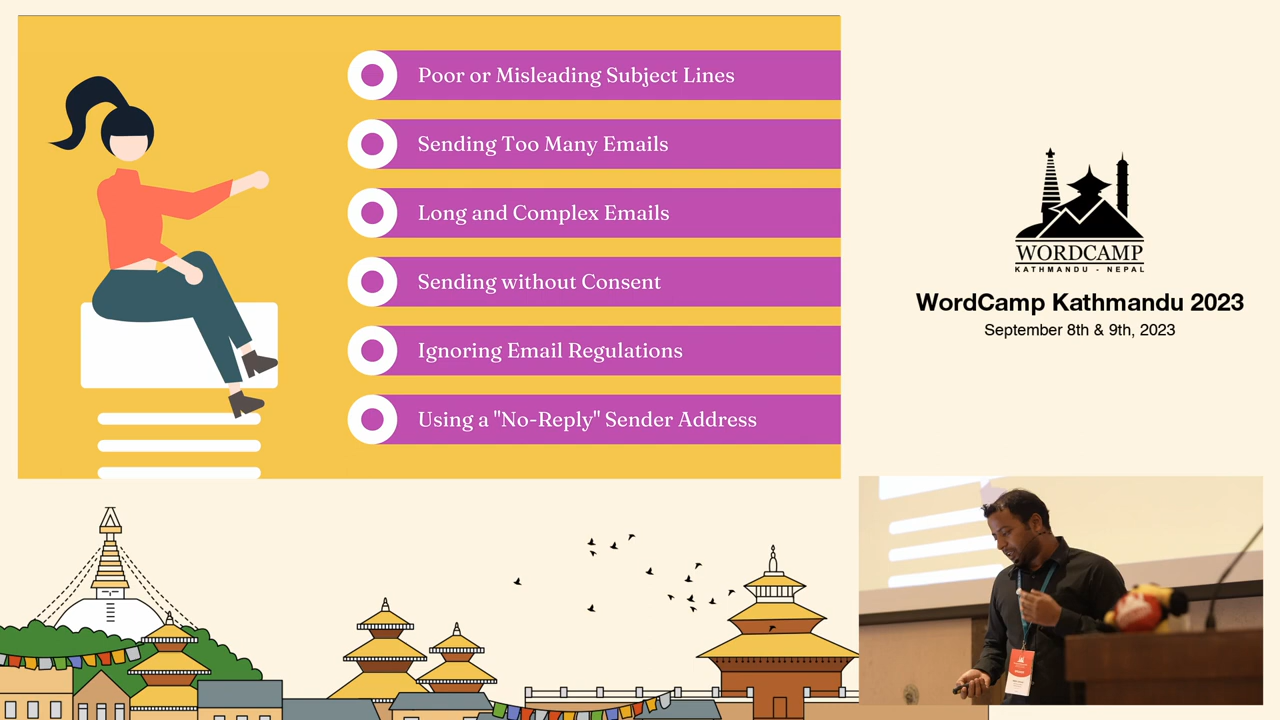 Poor or Misleading Subject Lines
Sending Too Many Emails
Long and Complex Emails
Sending without Consent
Ignoring Email Regulations
Using a "No-Reply" Sender Address
WORDCAMP
KATHMANDU - NEPAL
WordCamp Kathmandu 2023
September 8th & 9th, 2023